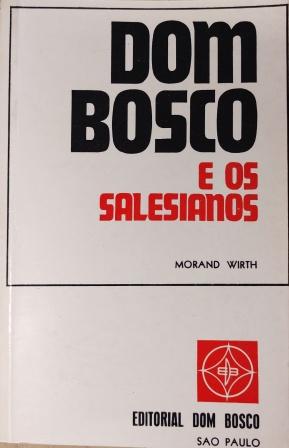 DOM
BOSCO
E OS
SALESIANOS
MORAND WIRTH
EDITORIAL DOM BOSCO
SAO PAULO